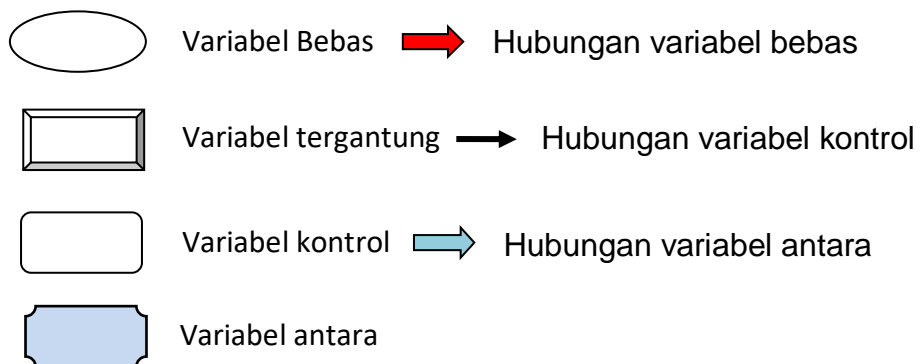 Variabel Bebas Hubungan variabel bebas
Variabel tergantung Hubungan variabel kontrol
Variabel kontrol Hubungan variabel antara
Variabel antara